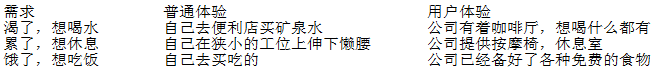 需求 普通体验 用户体验
渴了，想喝水 自己去便利店买矿泉水 公司有着咖啡厅，想喝什么都有
累了，想休息 自己在狭小的工位上伸下懒腰 公司提供按摩椅，休息室
饿了，想吃饭 自己去买吃的 公司已经备好了各种免费的食物